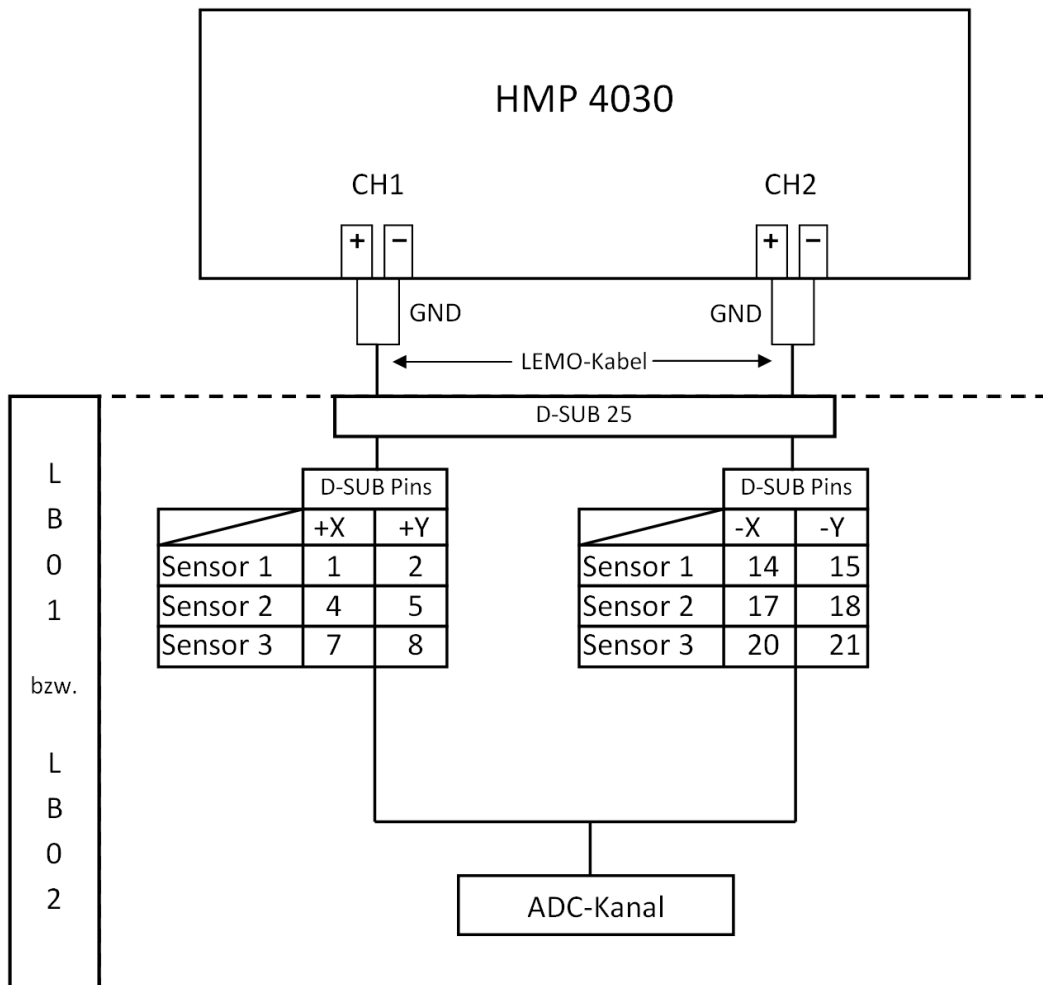 HMP 4030
CH1 CH2
+ − + −
GND GND
LEMO-Kabel
D-SUB 25
L
B
0
1
bzw.
L
B
0
2
D-SUB Pins
+X +Y
Sensor 1 1 2
Sensor 2 4 5
Sensor 3 7 8
D-SUB Pins
-X -Y
Sensor 1 14 15
Sensor 2 17 18
Sensor 3 20 21
ADC-Kanal